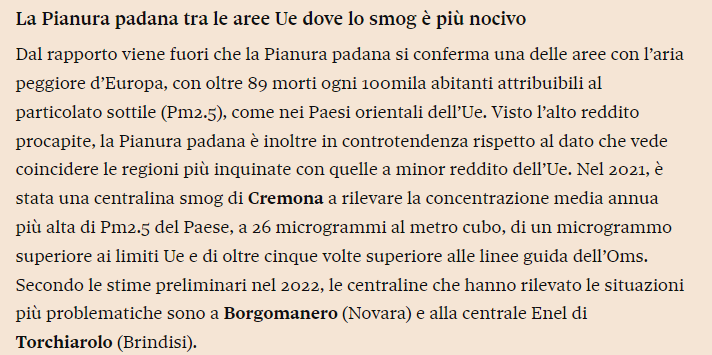 La Pianura padana tra le aree Ue dove lo smog è più nocivo
Dal rapporto viene fuori che la Pianura padana si conferma una delle aree con l'aria
peggiore d'Europa, con oltre 89 morti ogni 100mila abitanti attribuibili al
particolato sottile (Pm2.5), come nei Paesi orientali dell'Ue. Visto l'alto reddito
procapite, la Pianura padana è inoltre in controtendenza rispetto al dato che vede
coincidere le regioni più inquinate con quelle a minor reddito dell'Ue. Nel 2021, è
stata una centralina smog di Cremona a rilevare la concentrazione media annua
più alta di Pm2.5 del Paese, a 26 microgrammi al metro cubo, di un microgrammo
superiore ai limiti Ue e di oltre cinque volte superiore alle linee guida dell'Oms.
Secondo le stime preliminari nel 2022, le centraline che hanno rilevato le situazioni
più problematiche sono a Borgomanero (Novara) e alla centrale Enel di
Torchiarolo (Brindisi).